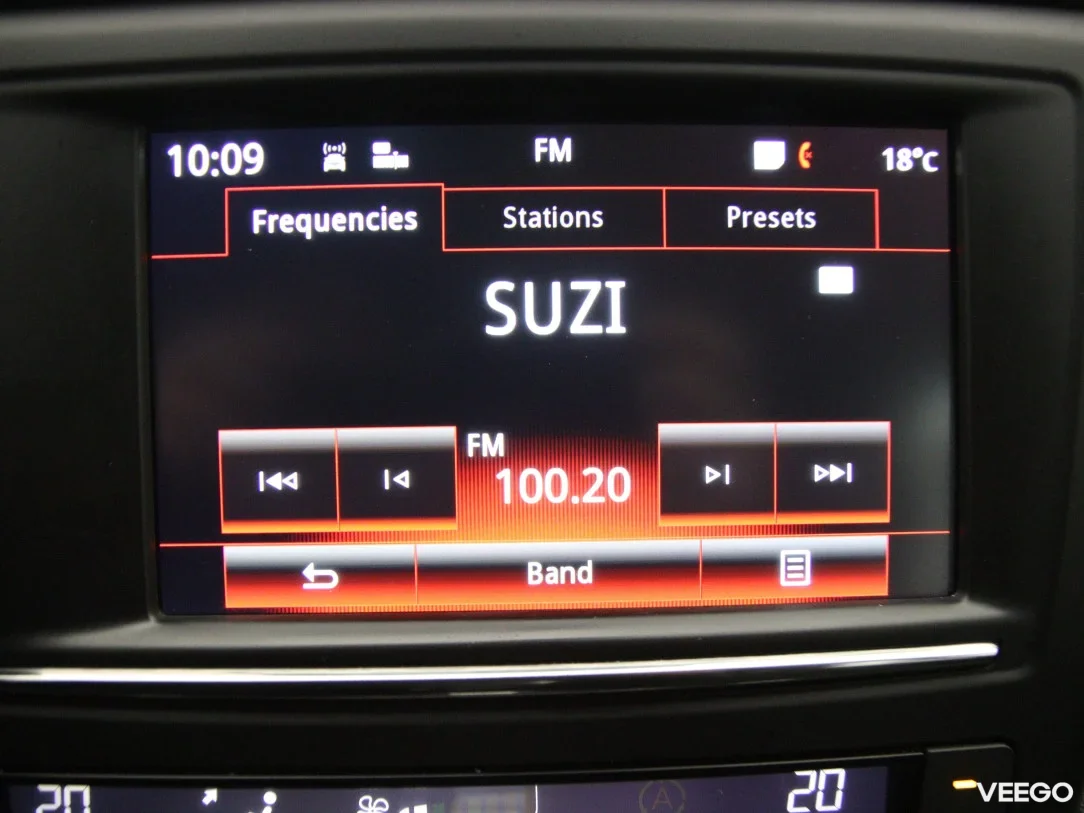 10:09 FM 18°C
Frequencies Stations Presets
SUZI
FM
100.20
Band
20 A 20
VEEGO